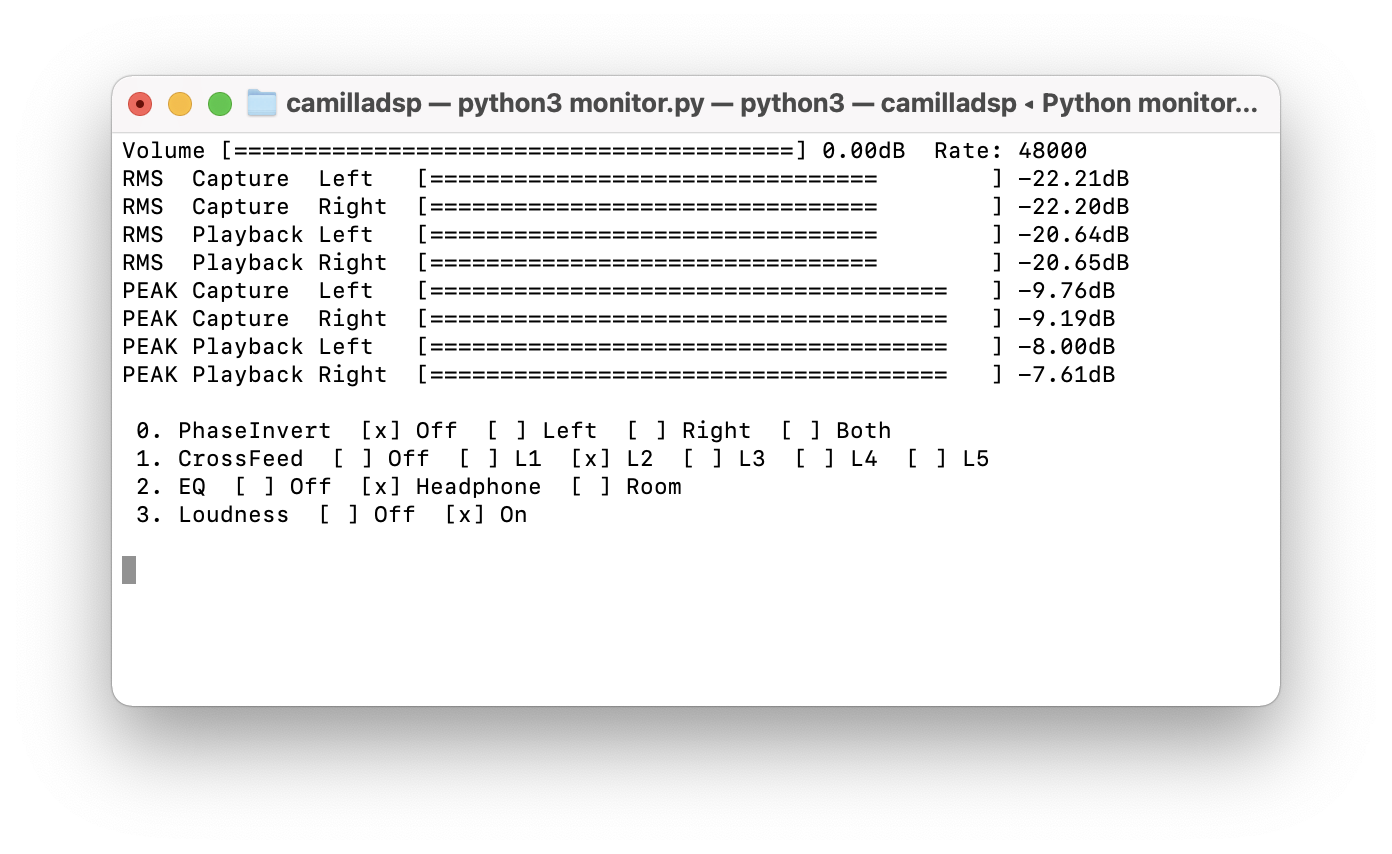 camilladsp — python3 monitor.py — python3 — camilladsp ◂ Python monitor...
Volume [========================================] 0.00dB  Rate: 48000
RMS  Capture  Left   [================================        ] -22.21dB
RMS  Capture  Right  [================================        ] -22.20dB
RMS  Playback Left   [================================        ] -20.64dB
RMS  Playback Right  [================================        ] -20.65dB
PEAK Capture  Left   [=====================================   ] -9.76dB
PEAK Capture  Right  [=====================================   ] -9.19dB
PEAK Playback Left   [=====================================   ] -8.00dB
PEAK Playback Right  [=====================================   ] -7.61dB
 0. PhaseInvert  [x] Off  [ ] Left  [ ] Right  [ ] Both
 1. CrossFeed  [ ] Off  [ ] L1  [x] L2  [ ] L3  [ ] L4  [ ] L5
 2. EQ  [ ] Off  [x] Headphone  [ ] Room
 3. Loudness  [ ] Off  [x] On